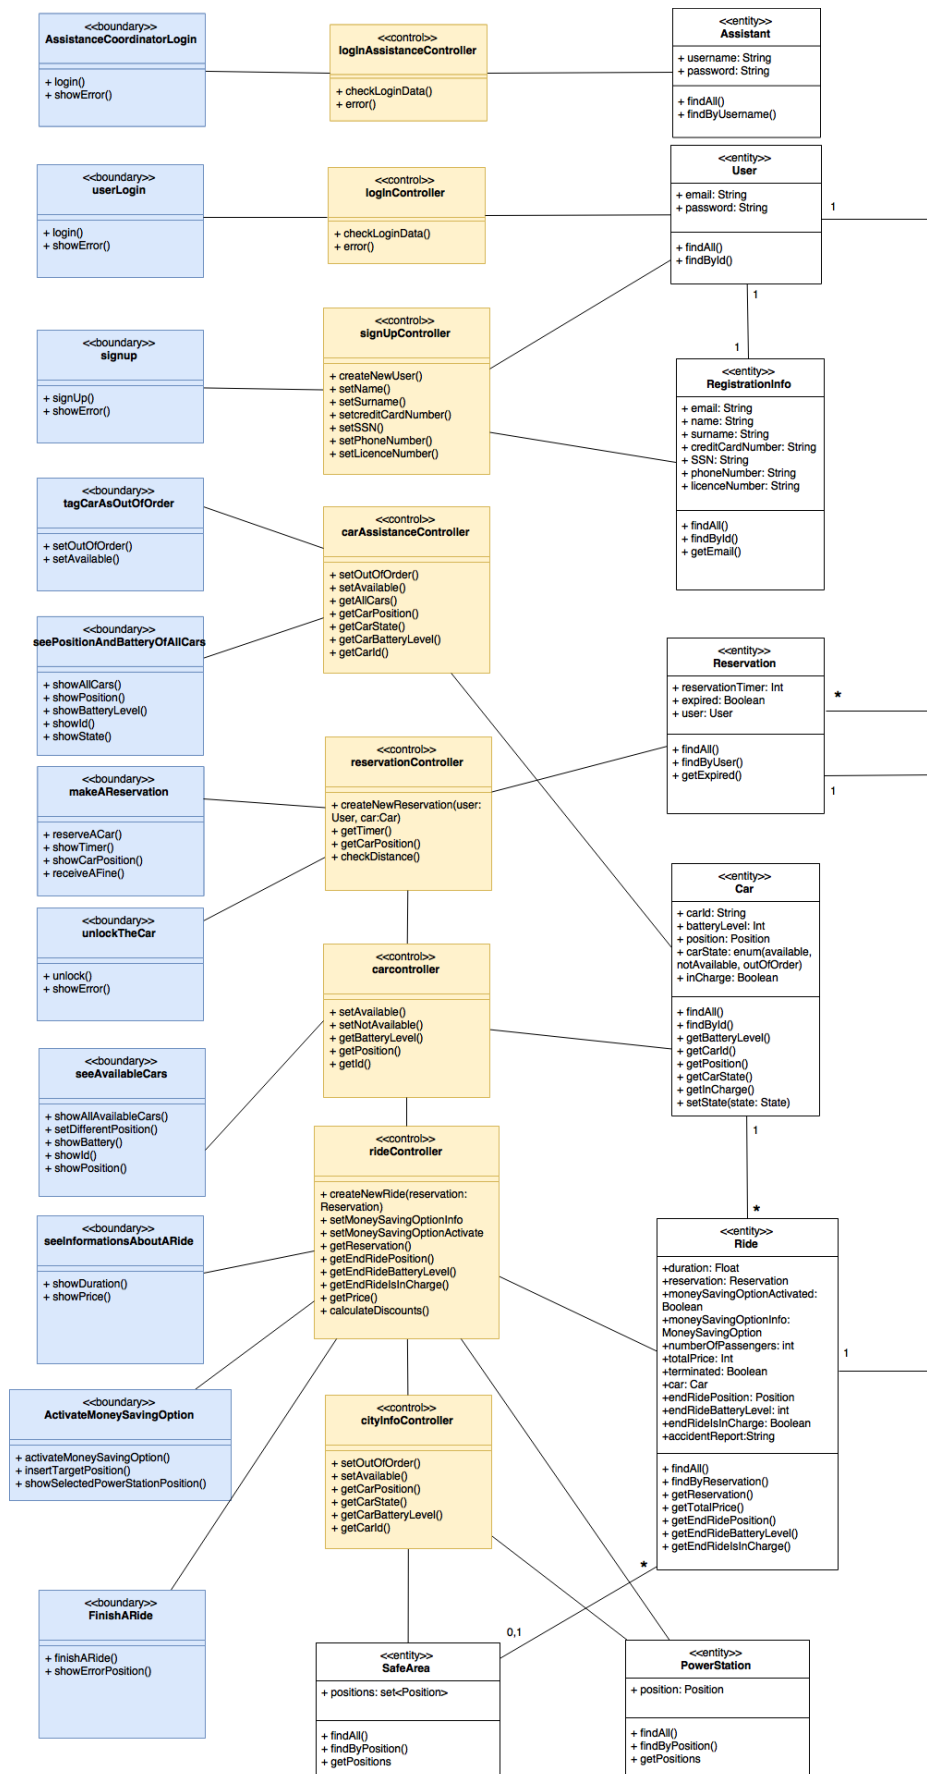 <<boundary>>
AssistanceCoordinatorLogin
+ login()
+ showError()
<<control>>
logInAssistanceController
+ checkLoginData()
+ error()
<<entity>>
Assistant
+ username: String
+ password: String
+ findAll()
+ findByUsername()
<<boundary>>
userLogin
+ login()
+ showError()
<<control>>
logInController
+ checkLoginData()
+ error()
<<entity>>
User
+ email: String
+ password: String
+ findAll()
+ findById()
1
1
1
<<boundary>>
signup
+ signUp()
+ showError()
<<control>>
signUpController
+ createNewUser()
+ setName()
+ setSurname()
+ setcreditCardNumber()
+ setSSN()
+ setPhoneNumber()
+ setLicenceNumber()
<<entity>>
RegistrationInfo
+ email: String
+ name: String
+ surname: String
+ creditCardNumber: String
+ SSN: String
+ phoneNumber: String
+ licenceNumber: String
+ findAll()
+ findById()
+ getEmail()
<<boundary>>
tagCarAsOutOfOrder
+ setOutOfOrder()
+ setAvailable()
<<control>>
carAssistanceController
+ setOutOfOrder()
+ setAvailable()
+ getAllCars()
+ getCarPosition()
+ getCarState()
+ getCarBatteryLevel()
+ getCarId()
<<boundary>>
seePositionAndBatteryOfAllCars
+ showAllCars()
+ showPosition()
+ showBatteryLevel()
+ showId()
+ showState()
<<entity>>
Reservation
+ reservationTimer: Int
+ expired: Boolean
+ user: User
+ findAll()
+ findByUser()
+ getExpired()
*
1
<<boundary>>
makeAReservation
+ reserveACar()
+ showTimer()
+ showCarPosition()
+ receiveAFine()
<<control>>
reservationController
+ createNewReservation(user:
User, car:Car)
+ getTimer()
+ getCarPosition()
+ checkDistance()
<<boundary>>
unlockTheCar
+ unlock()
+ showError()
<<control>>
carcontroller
+ setAvailable()
+ setNotAvailable()
+ getBatteryLevel()
+ getPosition()
+ getId()
<<entity>>
Car
+ carId: String
+ batteryLevel: Int
+ position: Position
+ carState: enum(available,
notAvailable, outOfOrder)
+ inCharge: Boolean
+ findAll()
+ findById()
+ getBatteryLevel()
+ getCarId()
+ getPosition()
+ getCarState()
+ getInCharge()
+ setState(state: State)
1
*
<<boundary>>
seeAvailableCars
+ showAllAvailableCars()
+ setDifferentPosition()
+ showBattery()
+ showId()
+ showPosition()
<<control>>
rideController
+ createNewRide(reservation:
Reservation)
+ setMoneySavingOptionInfo
+ setMoneySavingOptionActivate
+ getReservation()
+ getEndRidePosition()
+ getEndRideBatteryLevel()
+ getEndRideIsInCharge()
+ getPrice()
+ calculateDiscounts()
<<boundary>>
seeInformationsAboutARide
+ showDuration()
+ showPrice()
<<entity>>
Ride
+duration: Float
+reservation: Reservation
+moneySavingOptionActivated:
Boolean
+moneySavingOptionInfo:
MoneySavingOption
+numberOfPassengers: int
+totalPrice: Int
+terminated: Boolean
+car: Car
+endRidePosition: Position
+endRideBatteryLevel: int
+endRideIsInCharge: Boolean
+accidentReport:String
+ findAll()
+ findByReservation()
+ getReservation()
+ getTotalPrice()
+ getEndRidePosition()
+ getEndRideBatteryLevel()
+ getEndRideIsInCharge()
1
*
<<boundary>>
ActivateMoneySavingOption
+ activateMoneySavingOption()
+ insertTargetPosition()
+ showSelectedPowerStationPosition()
<<control>>
cityInfoController
+ setOutOfOrder()
+ setAvailable()
+ getCarPosition()
+ getCarState()
+ getCarBatteryLevel()
+ getCarId()
<<boundary>>
FinishARide
+ finishARide()
+ showErrorPosition()
0,1
<<entity>>
SafeArea
+ positions: set<Position>
+ findAll()
+ findByPosition()
+ getPositions
<<entity>>
PowerStation
+ position: Position
+ findAll()
+ findByPosition()
+ getPositions